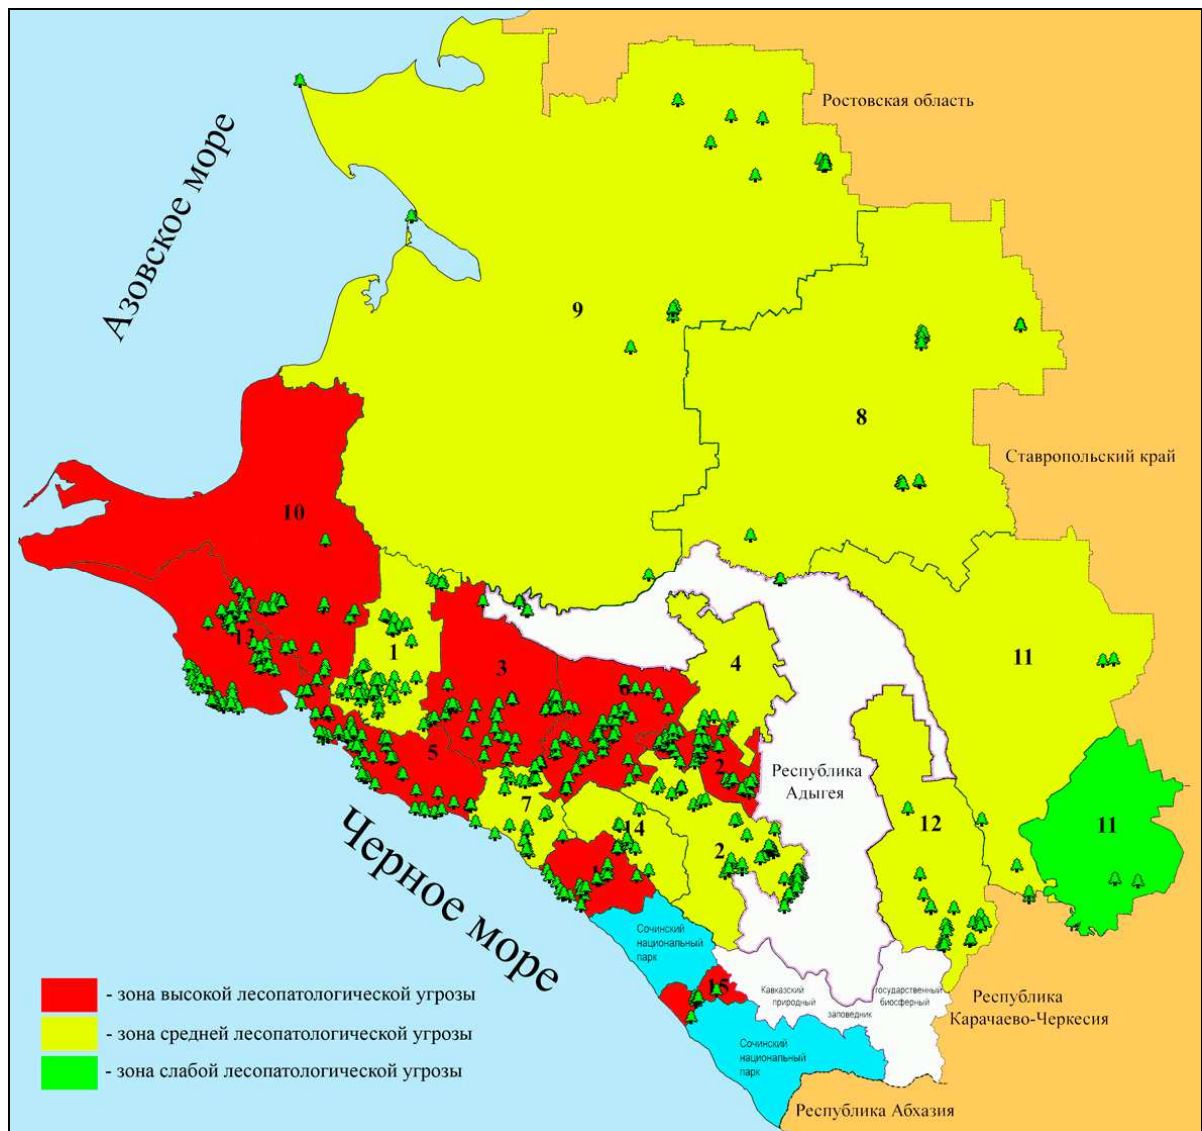 Ростовская область
Азовское море
9
8
Ставропольский край
10
13
1
3
6
4
11
5
2
Республика
Адыгея
7
14
2
12
11
Черное море
Сочинский
национальный
парк
15
Кавказский
природный
заповедник
государственный
биосферный
Республика
Карачаево-Черкесия
Сочинский
национальный
парк
Республика Абхазия
- зона высокой лесопатологической угрозы
- зона средней лесопатологической угрозы
- зона слабой лесопатологической угрозы